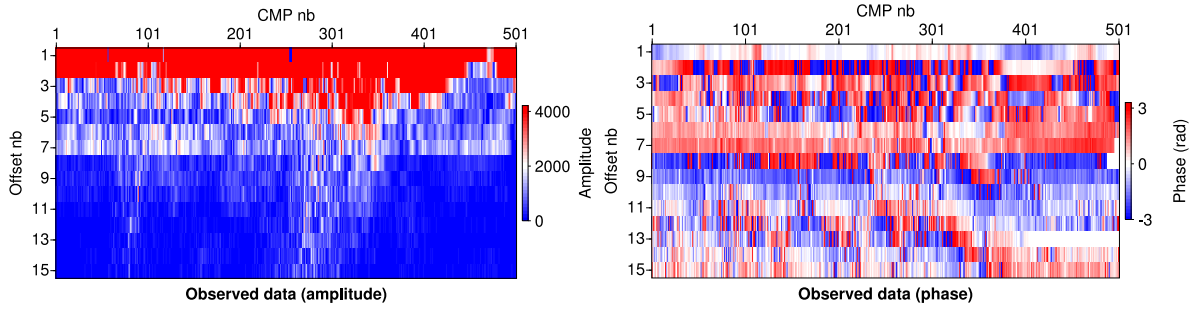 CMP nb
1 101 201 301 401 501
Offset nb
1
3
5
7
9
11
13
15
4000
2000
0
Amplitude
Observed data (amplitude)
CMP nb
1 101 201 301 401 501
Offset nb
1
3
5
7
9
11
13
15
3
0
-3
Phase (rad)
Observed data (phase)